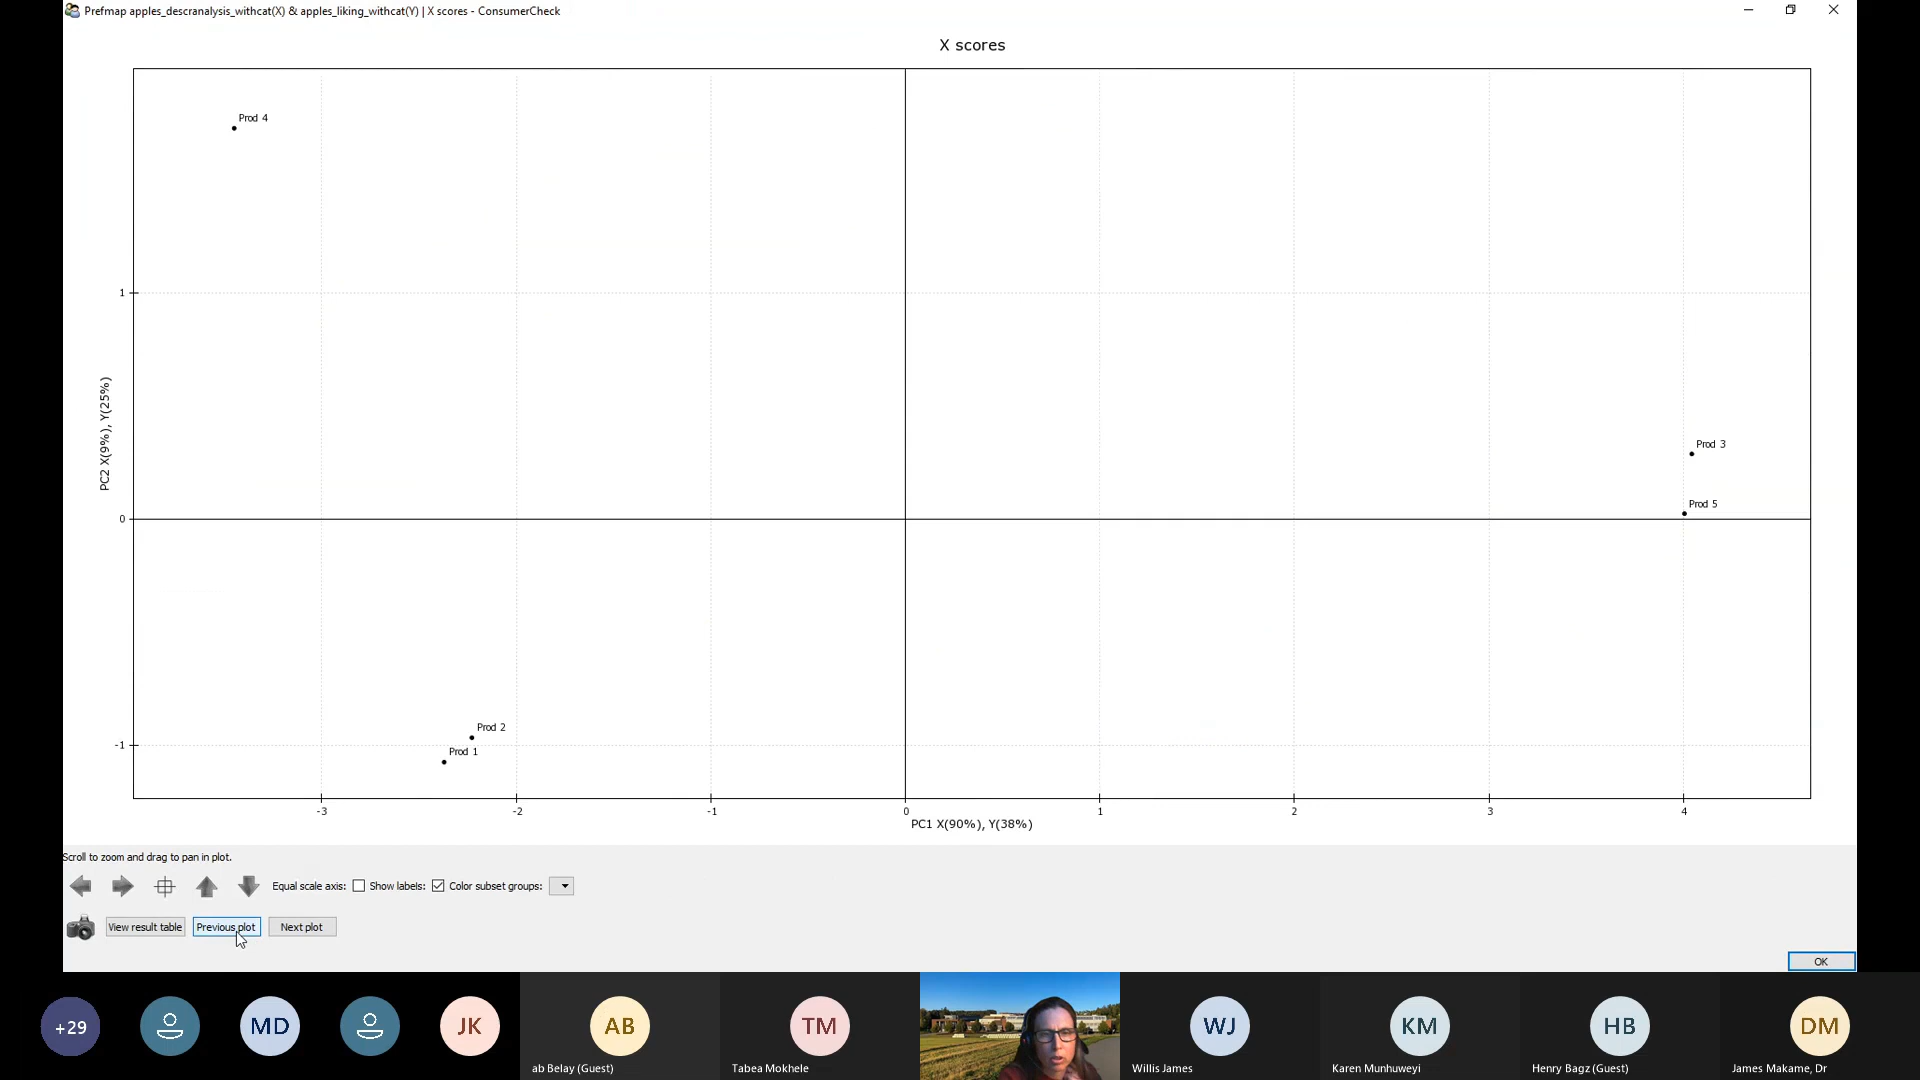 Prefmap apples_descranalysis_withcat(X) & apples_liking_withcat(Y) | X scores - ConsumerCheck
X scores
Prod 4
1
Prod 3
PC2 X(9%), Y(25%)
Prod 5
0
Prod 2
-1
Prod 1
-3
-2
-1
0
1
2
3
4
PC1 X(90%), Y(38%)
Scroll to zoom and drag to pan in plot.
Equal scale axis:
Show labels:
Color subset groups:
View result table
Previous plot
Next plot
OK
+29
MD
JK
AB
TM
WJ
KM
HB
DM
ab Belay (Guest)
Tabea Mokhele
Willis James
Karen Munhuweyi
Henry Bagz (Guest)
James Makame, Dr